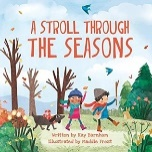 A STROLL THROUGH
THE SEASONS
Written by Kay Barnham
Illustrated by Maddie Frost